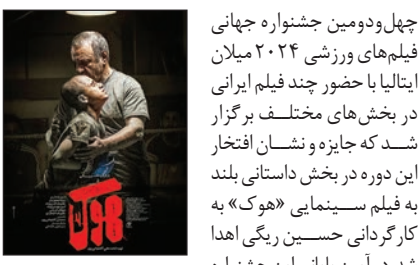 چهل‌ودومین جشنواره جهانی
فیلم‌های ورزشی ۲۰۲۴ میلان
ایتالیا با حضور چند فیلم ایرانی
در بخش‌های مختلف برگزار
شد که جایزه و نشان افتخار
این دوره در بخش داستانی بلند
به فیلم سینمایی «هوک» به
کارگردانی حسین ریگی اهدا
هوک